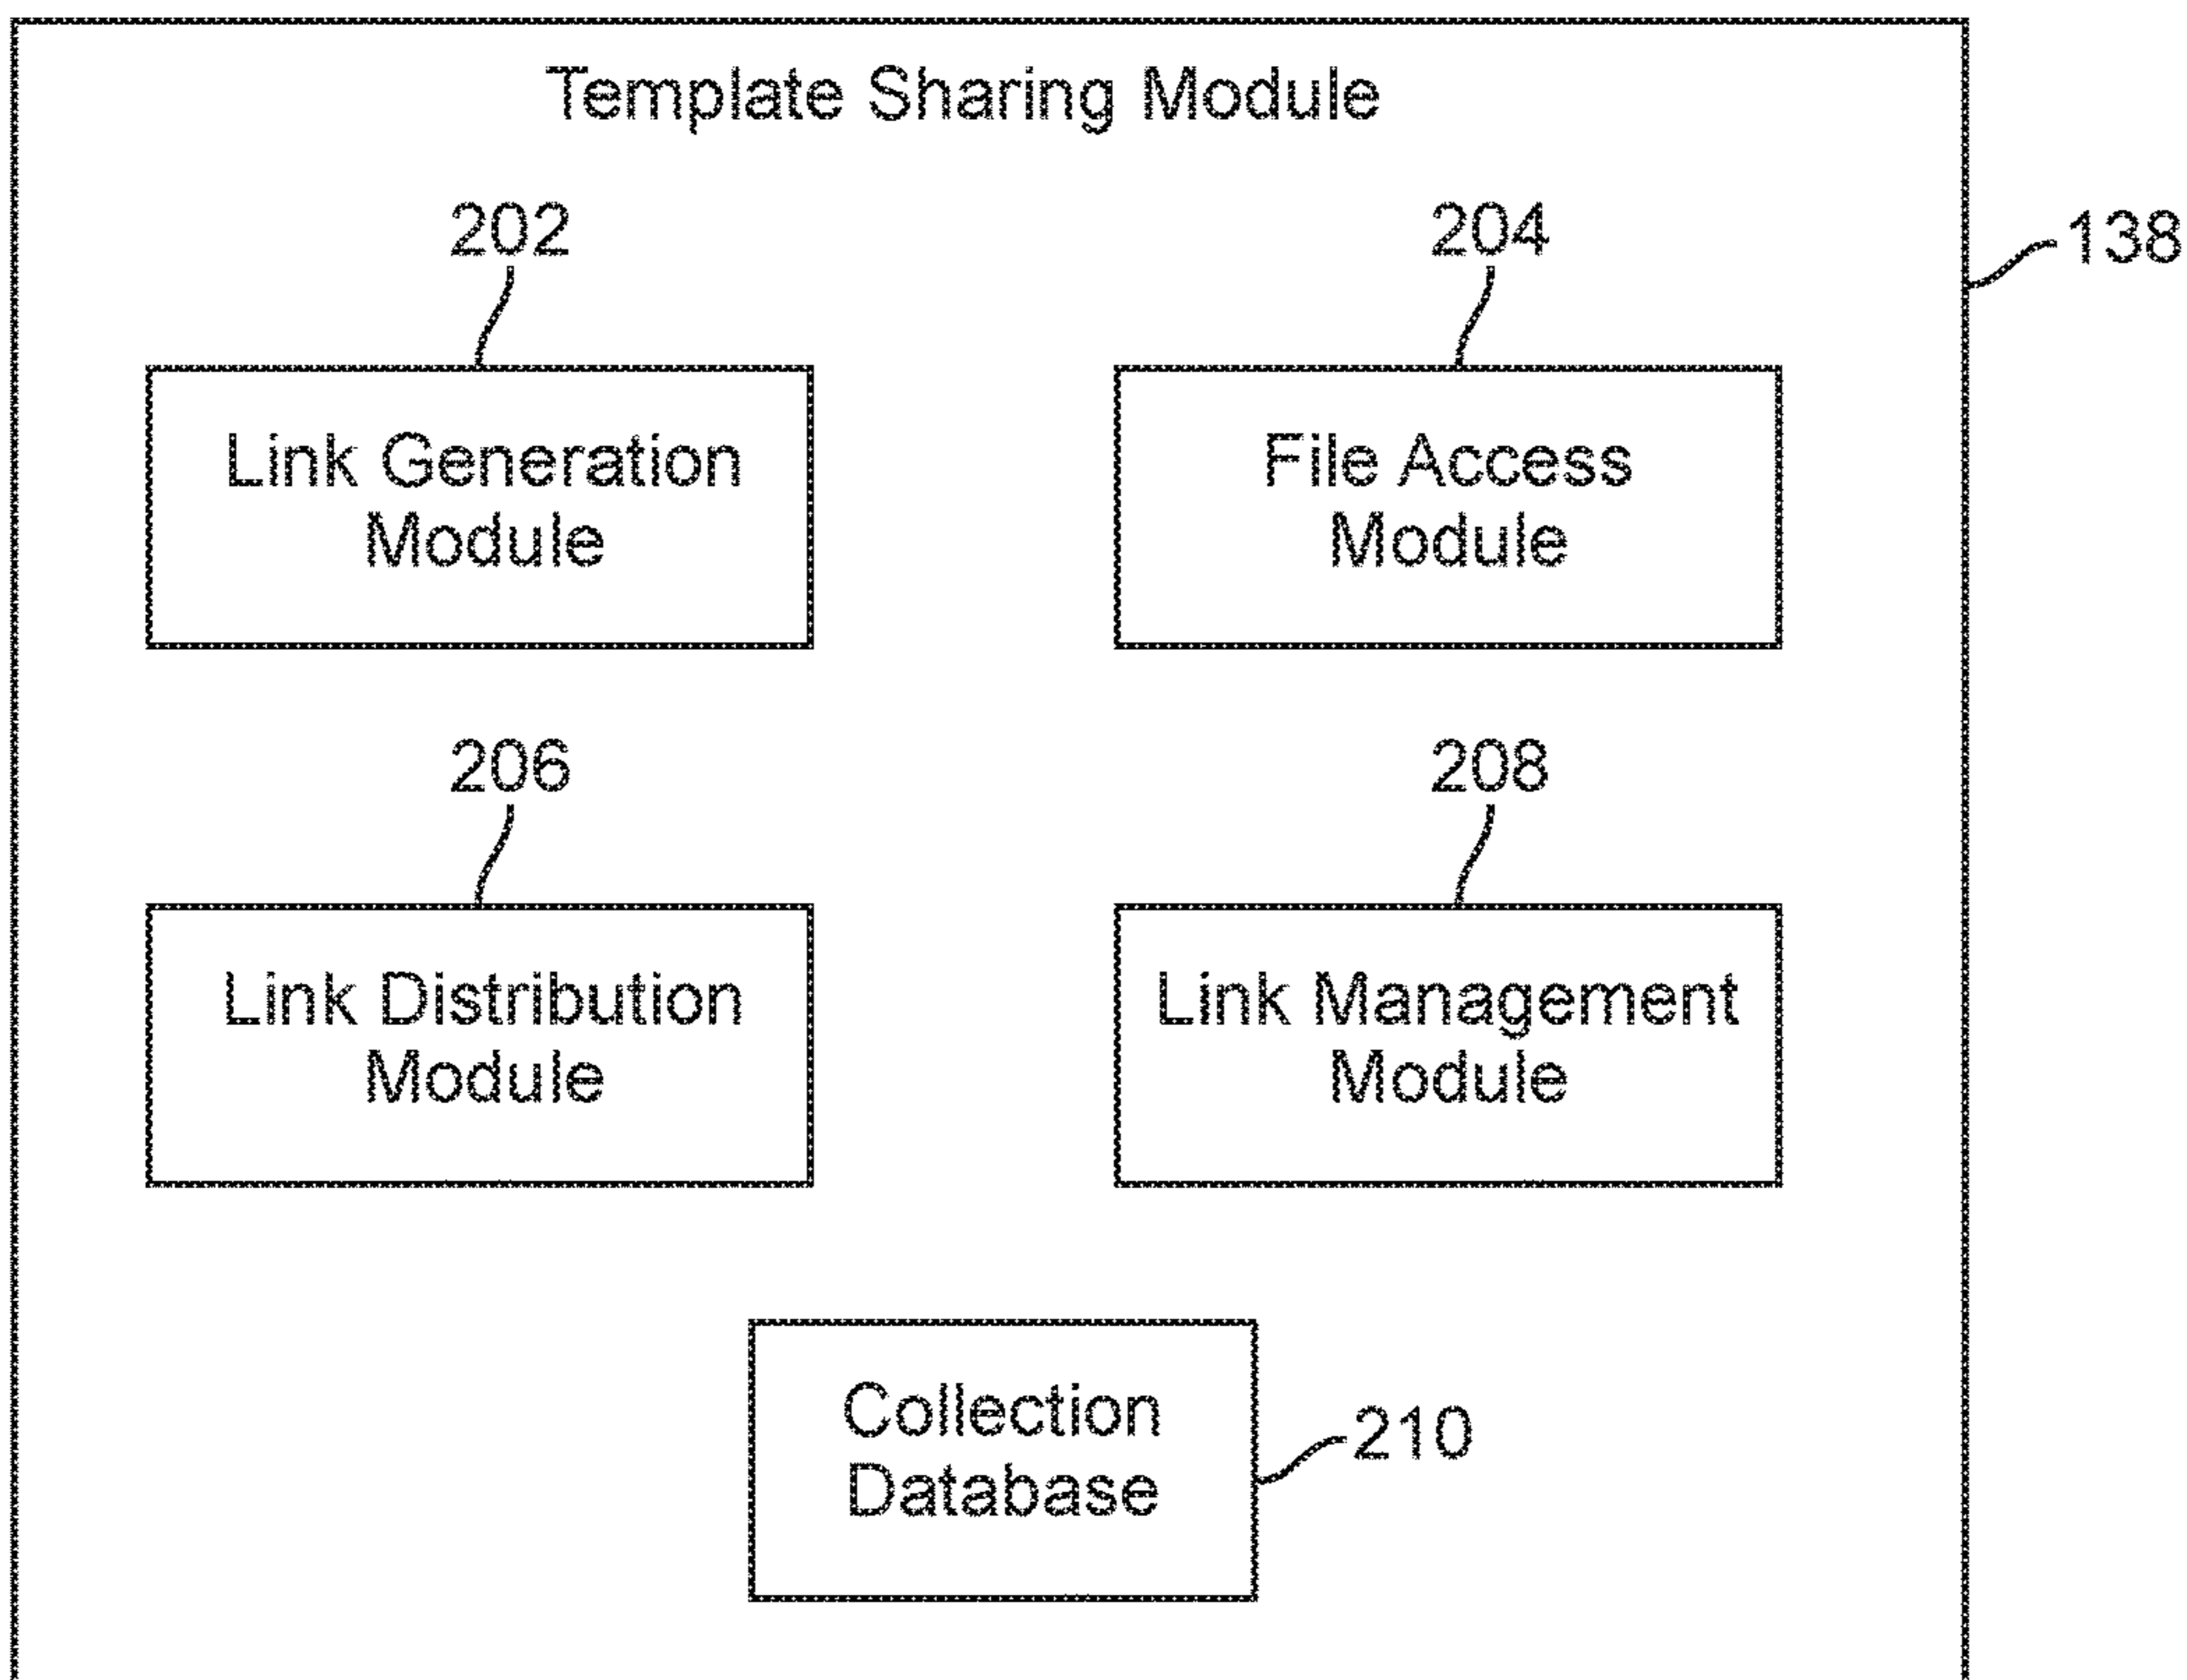 Template Sharing Module
202
204
138
Link Generation
Module
File Access
Module
206
208
Link Distribution
Module
Link Management
Module
Collection
Database
210